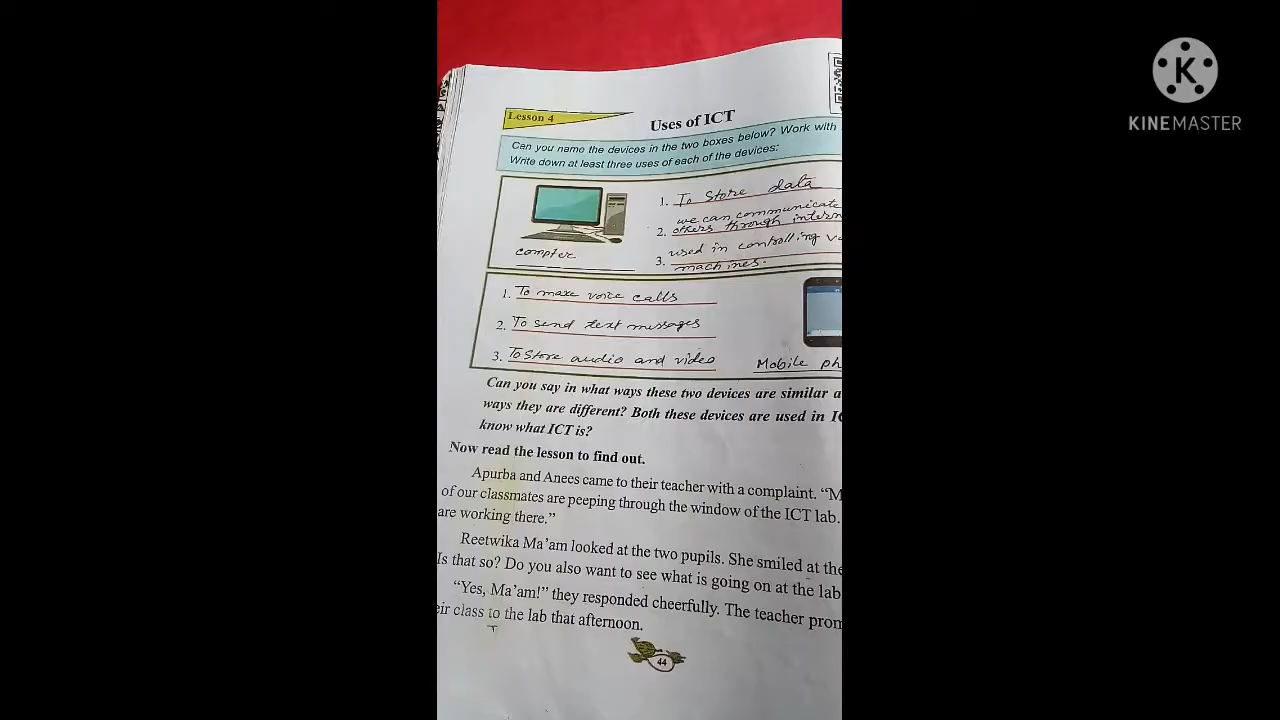 Lesson 4
Uses of ICT
Can you name the devices in the two boxes below? Work with
Write down at least three uses of each of the devices:
1. To store data
we can communicate
2. others through intern
used in controlling v
3. machines.
compter
1. To make voice calls
2. To send text messages
3. To store audio and video
Mobile ph
Can you say in what ways these two devices are similar a
ways they are different? Both these devices are used in IC
know what ICT is?
Now read the lesson to find out.
Apurba and Anees came to their teacher with a complaint. "M
of our classmates are peeping through the window of the ICT lab.
are working there."
Reetwika Ma'am looked at the two pupils. She smiled at the
Is that so? Do you also want to see what is going on at the lab
"Yes, Ma'am!" they responded cheerfully. The teacher prom
eir class to the lab that afternoon.
44
K
KINEMASTER